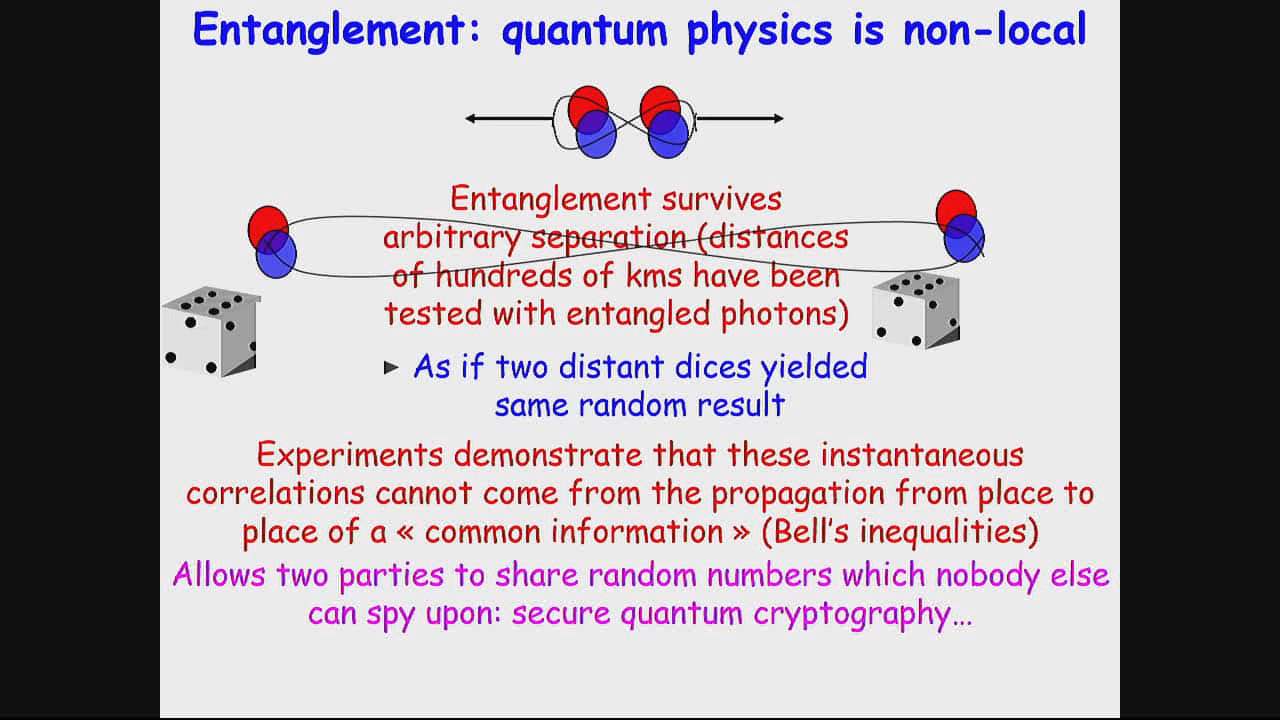 Entanglement: quantum physics is non-local
Entanglement survives
arbitrary separation (distances
of hundreds of kms have been
tested with entangled photons)
► As if two distant dices yielded
same random result
Experiments demonstrate that these instantaneous
correlations cannot come from the propagation from place to
place of a « common information » (Bell's inequalities)
Allows two parties to share random numbers which nobody else
can spy upon: secure quantum cryptography...